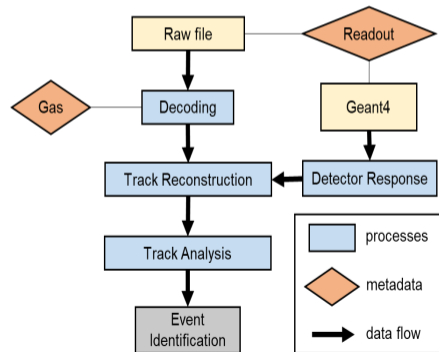 Raw file
Readout
Gas
Decoding
Geant4
Track Reconstruction
Detector Response
Track Analysis
Event
Identification
processes
metadata
data flow